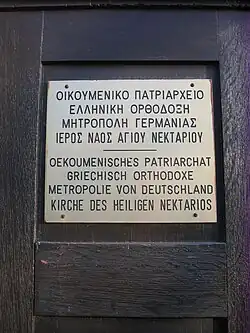 ΟΙΚΟΥΜΕΝΙΚΟ ΠΑΤΡΙΑΡΧΕΙΟ
ΕΛΛΗΝΙΚΗ ΟΡΘΟΔΟΞΗ
ΜΗΤΡΟΠΟΛΗ ΓΕΡΜΑΝΙΑΣ
ΙΕΡΟΣ ΝΑΟΣ ΑΓΙΟΥ ΝΕΚΤΑΡΙΟΥ
OEKOUMENISCHES PATRIARCHAT
GRIECHISCH ORTHODOXE
METROPOLIE VON DEUTSCHLAND
KIRCHE DES HEILIGEN NEKTARIOS